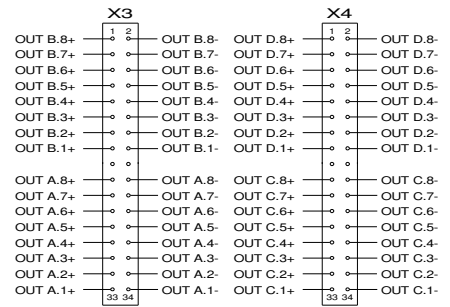 X3 X4
1 2 1 2
OUT B.8+ OUT B.8- OUT D.8+ OUT D.8-
OUT B.7+ OUT B.7- OUT D.7+ OUT D.7-
OUT B.6+ OUT B.6- OUT D.6+ OUT D.6-
OUT B.5+ OUT B.5- OUT D.5+ OUT D.5-
OUT B.4+ OUT B.4- OUT D.4+ OUT D.4-
OUT B.3+ OUT B.3- OUT D.3+ OUT D.3-
OUT B.2+ OUT B.2- OUT D.2+ OUT D.2-
OUT B.1+ OUT B.1- OUT D.1+ OUT D.1-
OUT A.8+ OUT A.8- OUT C.8+ OUT C.8-
OUT A.7+ OUT A.7- OUT C.7+ OUT C.7-
OUT A.6+ OUT A.6- OUT C.6+ OUT C.6-
OUT A.5+ OUT A.5- OUT C.5+ OUT C.5-
OUT A.4+ OUT A.4- OUT C.4+ OUT C.4-
OUT A.3+ OUT A.3- OUT C.3+ OUT C.3-
OUT A.2+ OUT A.2- OUT C.2+ OUT C.2-
OUT A.1+ OUT A.1- OUT C.1+ OUT C.1-
33 34 33 34